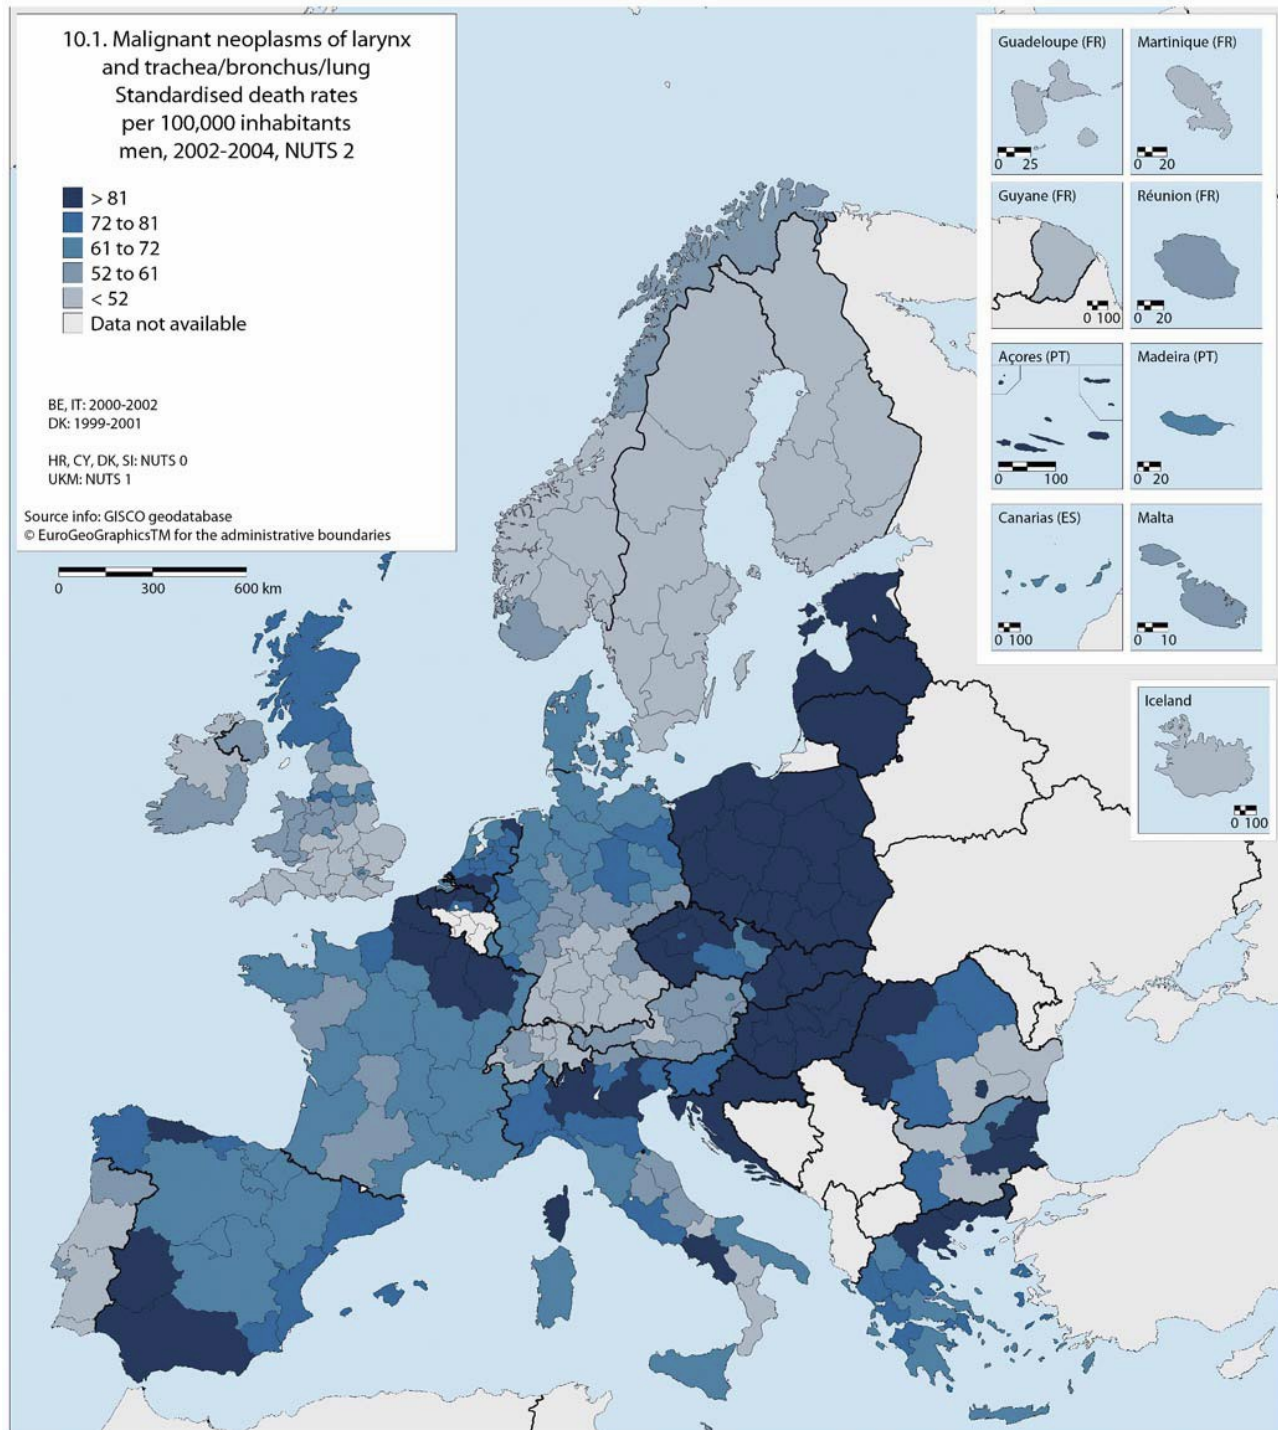 10.1. Malignant neoplasms of larynx
and trachea/bronchus/lung
Standardised death rates
per 100,000 inhabitants
men, 2002-2004, NUTS 2
> 81
72 to 81
61 to 72
52 to 61
< 52
Data not available
BE, IT: 2000-2002
DK: 1999-2001
HR, CY, DK, SI: NUTS 0
UKM: NUTS 1
Source info: GISCO geodatabase
© EuroGeoGraphicsTM for the administrative boundaries
0 300 600 km
Guadeloupe (FR)
0 25
Martinique (FR)
0 20
Guyane (FR)
0 100
Réunion (FR)
0 20
Açores (PT)
0 100
Madeira (PT)
0 20
Canarias (ES)
0 100
Malta
0 10
Iceland
0 100